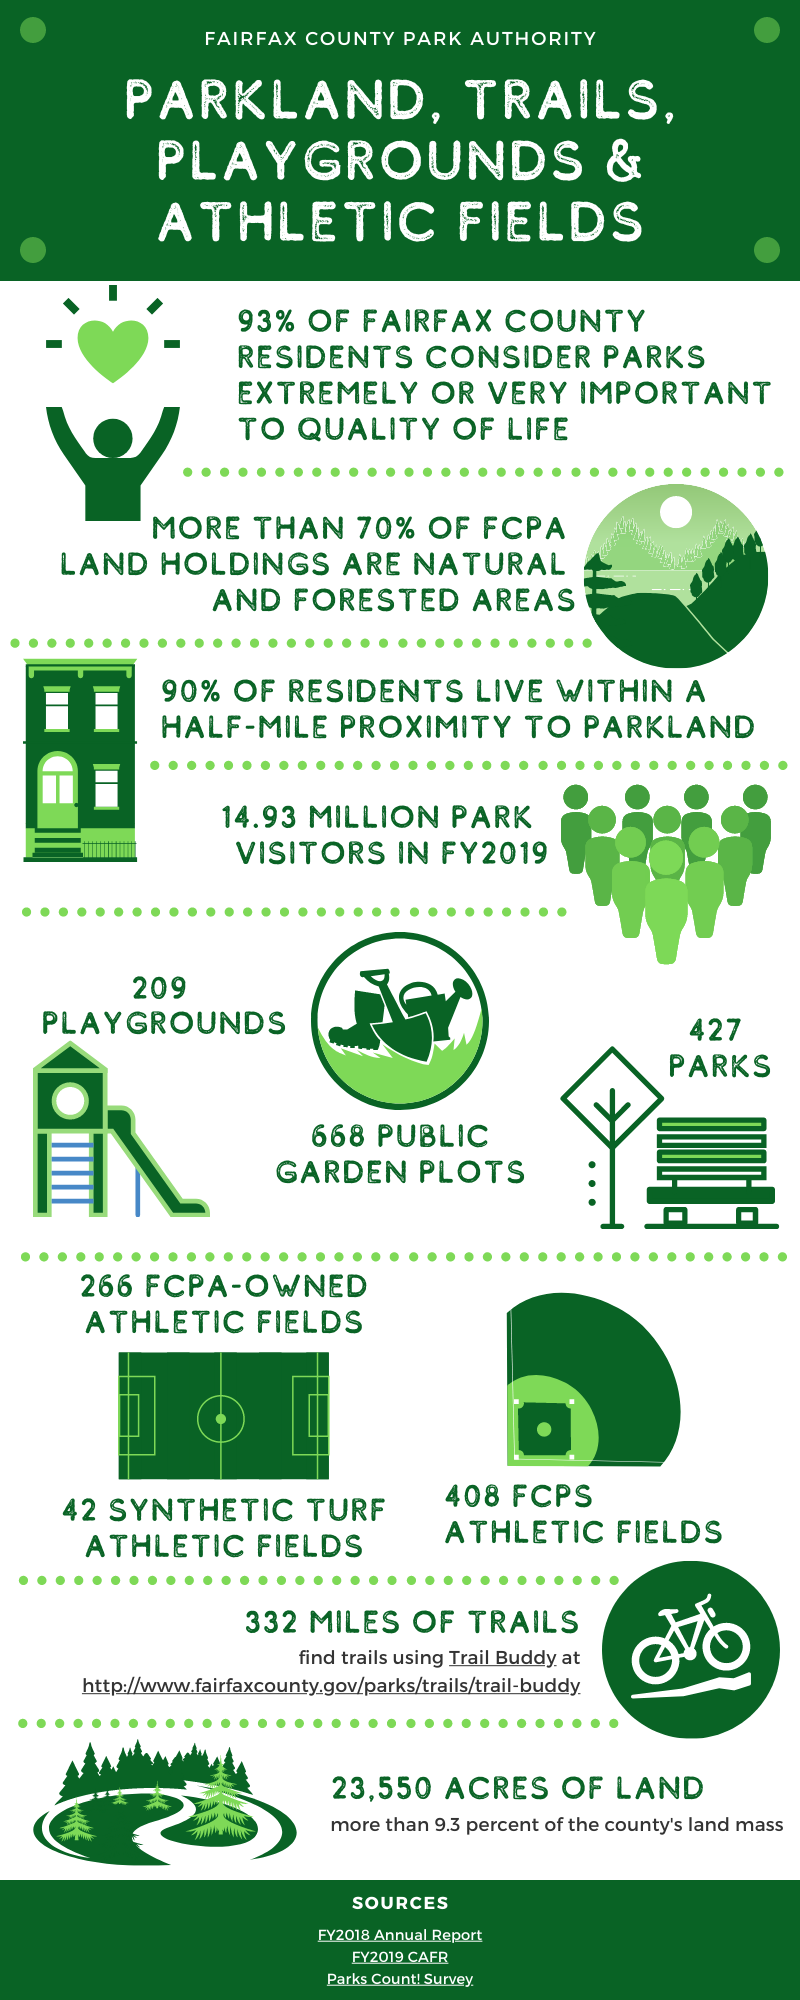 FAIRFAX COUNTY PARK AUTHORITY
PARKLAND, TRAILS,
PLAYGROUNDS &
ATHLETIC FIELDS
93% OF FAIRFAX COUNTY
RESIDENTS CONSIDER PARKS
EXTREMELY OR VERY IMPORTANT
TO QUALITY OF LIFE
MORE THAN 70% OF FCPA
LAND HOLDINGS ARE NATURAL
AND FORESTED AREAS
90% OF RESIDENTS LIVE WITHIN A
HALF-MILE PROXIMITY TO PARKLAND
14.93 MILLION PARK
VISITORS IN FY2019
209
PLAYGROUNDS
668 PUBLIC
GARDEN PLOTS
427
PARKS
266 FCPA-OWNED
ATHLETIC FIELDS
42 SYNTHETIC TURF
ATHLETIC FIELDS
408 FCPS
ATHLETIC FIELDS
332 MILES OF TRAILS
find trails using Trail Buddy at
http://www.fairfaxcounty.gov/parks/trails/trail-buddy
23,550 ACRES OF LAND
more than 9.3 percent of the county's land mass
SOURCES
FY2018 Annual Report
FY2019 CAFR
Parks Count! Survey